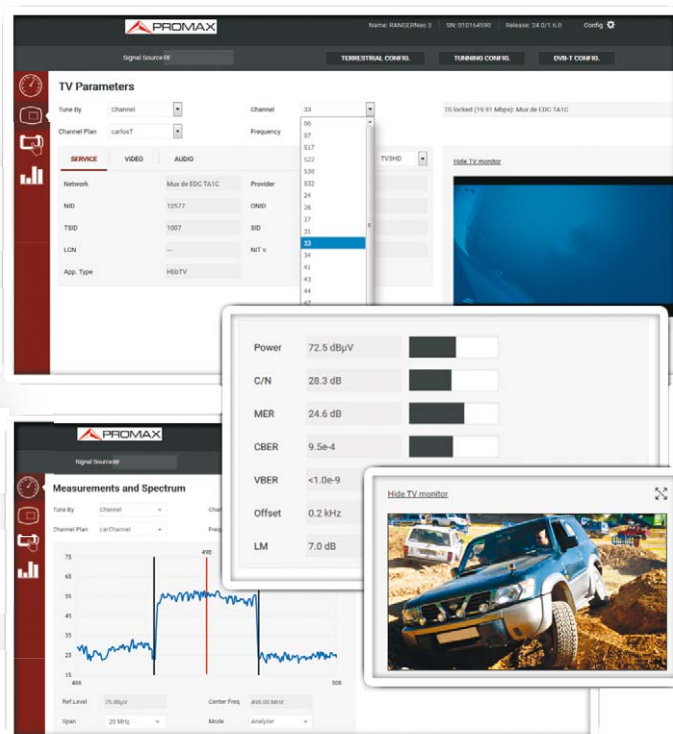 PROMAX
Name: RANGERNeo 3 SN: 010164590 Release: 24.0/1.6.0 Config
Signal Source RF TERRESTRIAL CONFIG. TUNNING CONFIG. DVB-T CONFIG.
TV Parameters
Tune By Channel Channel 33 TS locked (19.91 Mbps): Mux de EDC TA1C
Channel Plan carlosT Frequency
06
07
S17
S22
S30
S32
24
26
27
31
33
34
41
43
44
47
SERVICE VIDEO AUDIO TV3HD Hide TV monitor
Network Mux de EDC TA1C Provider
NID 12577 ONID
TSID 1007 SID
LON --- NIT v.
App. Type HbbTV
Power 72.5 dBµV
C/N 28.3 dB
MER 24.6 dB
CBER 9.5e-4
VBER <1.0e-9
Offset 0.2 kHz
LM 7.0 dB
Hide TV monitor
PROMAX
Signal Source RF
Measurements and Spectrum
Tune By Channel Chan
Channel Plan carChannel Freq
490
75
65
55
45
35
25
15
480 500
Ref.Level 75 dBµV Center Freq 490.00 MHz
Span 20 MHz Mode Analyzer